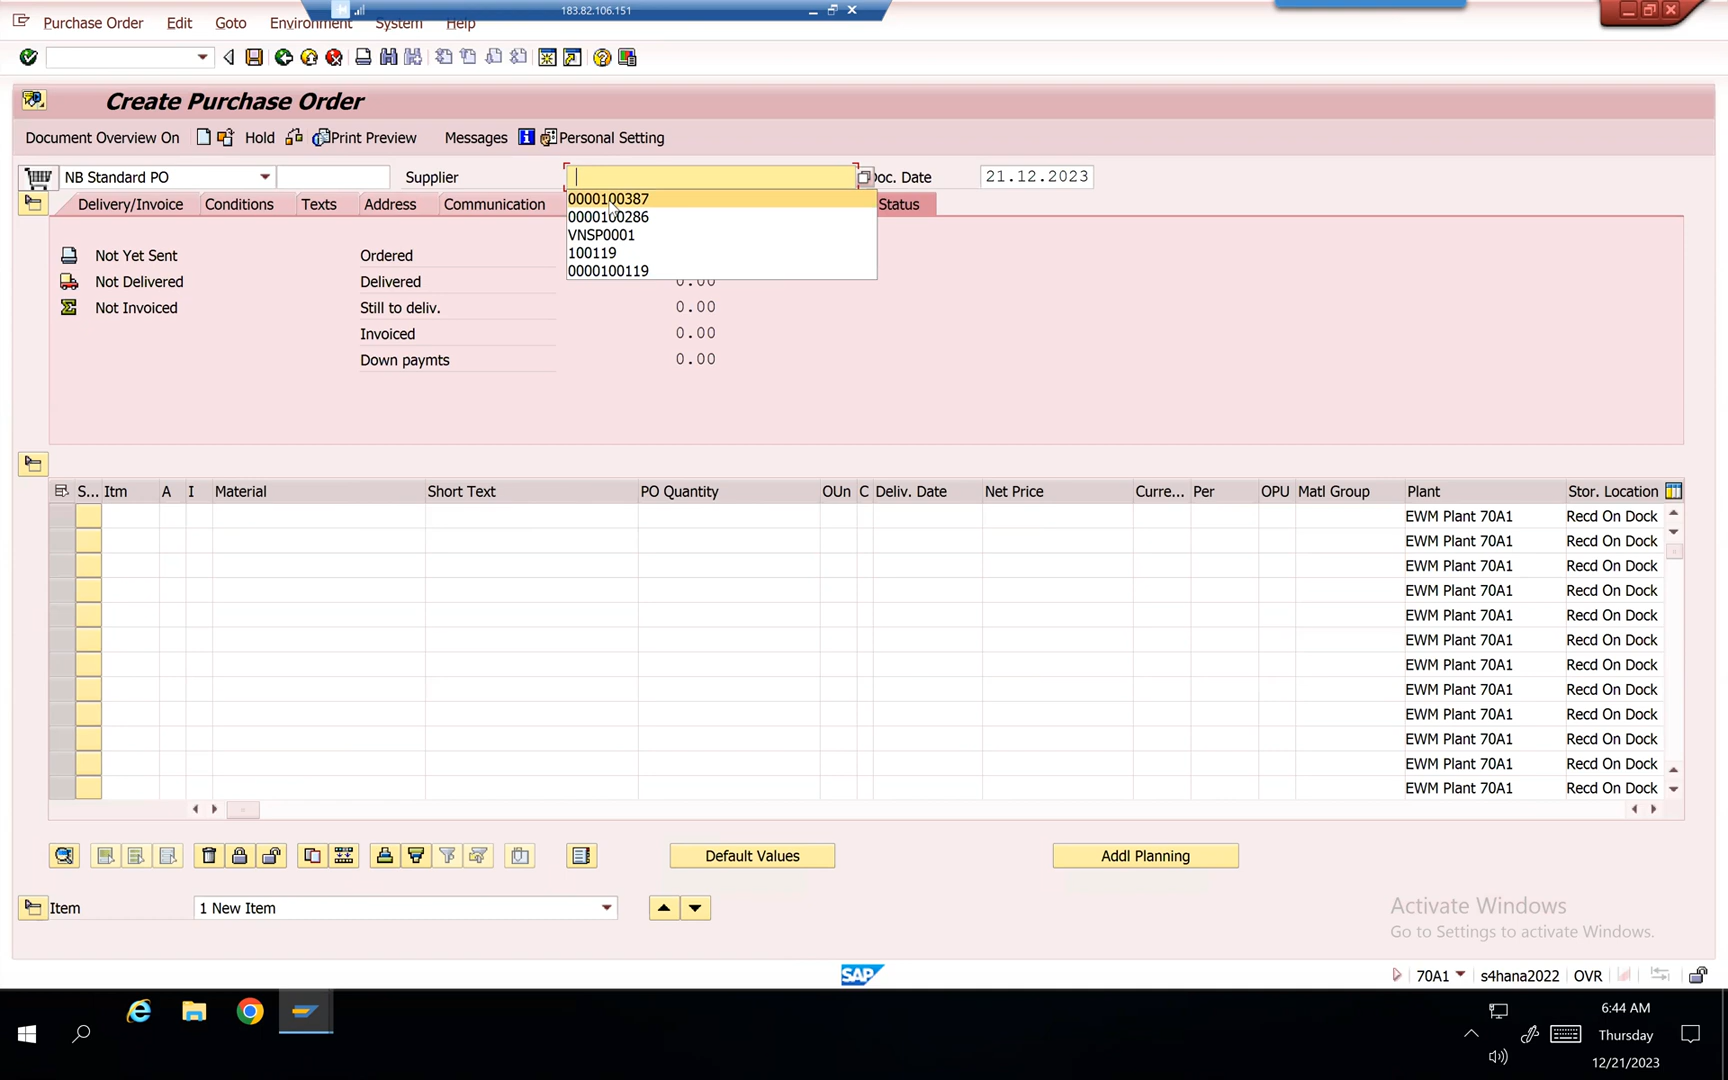 183.82.106.151
Purchase Order Edit Goto Environment System Help
Create Purchase Order
Document Overview On Hold Print Preview Messages Personal Setting
NB Standard PO Supplier Doc. Date 21.12.2023
0000100387
0000100286
VNSP0001
100119
0000100119
Delivery/Invoice Conditions Texts Address Communication Status
Not Yet Sent Ordered
Not Delivered Delivered 0.00
Not Invoiced Still to deliv. 0.00
Invoiced 0.00
Down paymts 0.00
S... Itm A I Material Short Text PO Quantity OUn C Deliv. Date Net Price Curre... Per OPU Matl Group Plant Stor. Location
EWM Plant 70A1 Recd On Dock
EWM Plant 70A1 Recd On Dock
EWM Plant 70A1 Recd On Dock
EWM Plant 70A1 Recd On Dock
EWM Plant 70A1 Recd On Dock
EWM Plant 70A1 Recd On Dock
EWM Plant 70A1 Recd On Dock
EWM Plant 70A1 Recd On Dock
EWM Plant 70A1 Recd On Dock
EWM Plant 70A1 Recd On Dock
EWM Plant 70A1 Recd On Dock
EWM Plant 70A1 Recd On Dock
Default Values Addl Planning
Item 1 New Item
Activate Windows
Go to Settings to activate Windows.
SAP 70A1 s4hana2022 OVR
6:44 AM
Thursday
12/21/2023